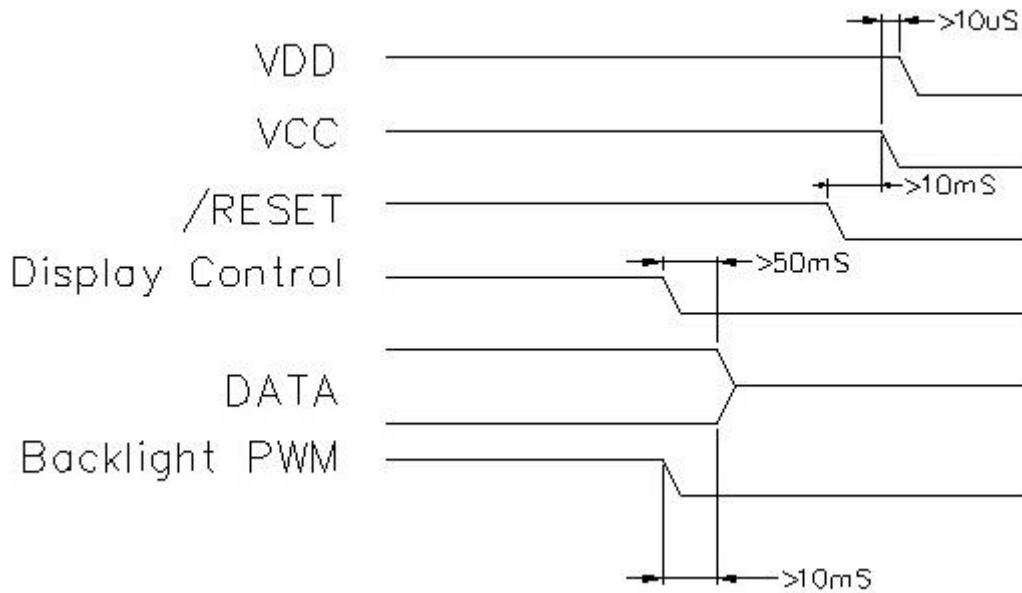 >10uS
VDD
VCC
>10mS
/RESET
>50mS
Display Control
DATA
Backlight PWM
>10mS